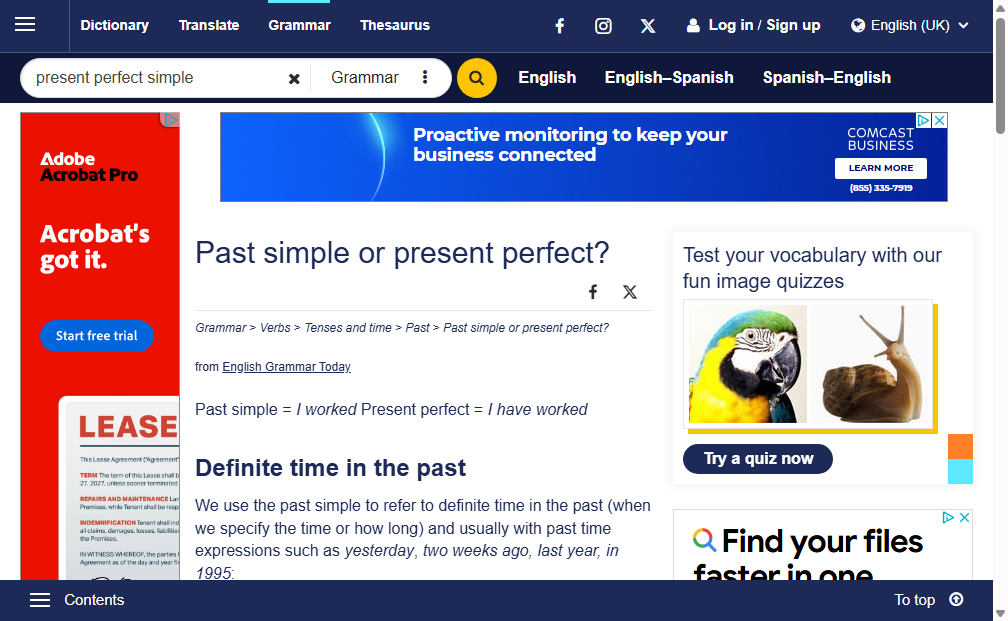 Dictionary Translate Grammar Thesaurus Log in / Sign up English (UK)
present perfect simple Grammar English English–Spanish Spanish–English
Adobe
Acrobat Pro
Acrobat's
got it.
Start free trial
LEASE
This Lease Agreement ("Agreement"
TERM The term of this Lease shall b
27, 2027, unless sooner terminated
REPAIRS AND MAINTENANCE Lan
Premises, while Tenant shall be resp
INDEMNIFICATION Tenant shall ind
all claims, damages, losses, liabilities
the Premises.
IN WITNESS WHEREOF, the parties h
Agreement as of the day and year fi
Proactive monitoring to keep your
business connected
COMCAST
BUSINESS
LEARN MORE
(855) 335-7919
Past simple or present perfect?
Grammar > Verbs > Tenses and time > Past > Past simple or present perfect?
from English Grammar Today
Past simple = I worked Present perfect = I have worked
Definite time in the past
We use the past simple to refer to definite time in the past (when
we specify the time or how long) and usually with past time
expressions such as yesterday, two weeks ago, last year, in
1995:
Test your vocabulary with our
fun image quizzes
Try a quiz now
Find your files
faster in one
Contents To top